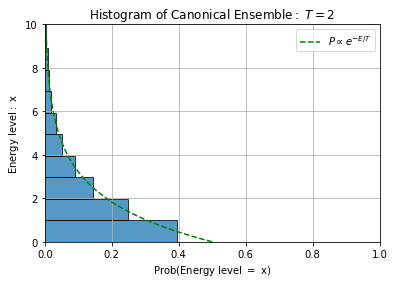 Histogram of Canonical Ensemble : T = 2
P ∝ e^{-E/T}
Energy level : x
10
8
6
4
2
0
0.0 0.2 0.4 0.6 0.8 1.0
Prob(Energy level = x)